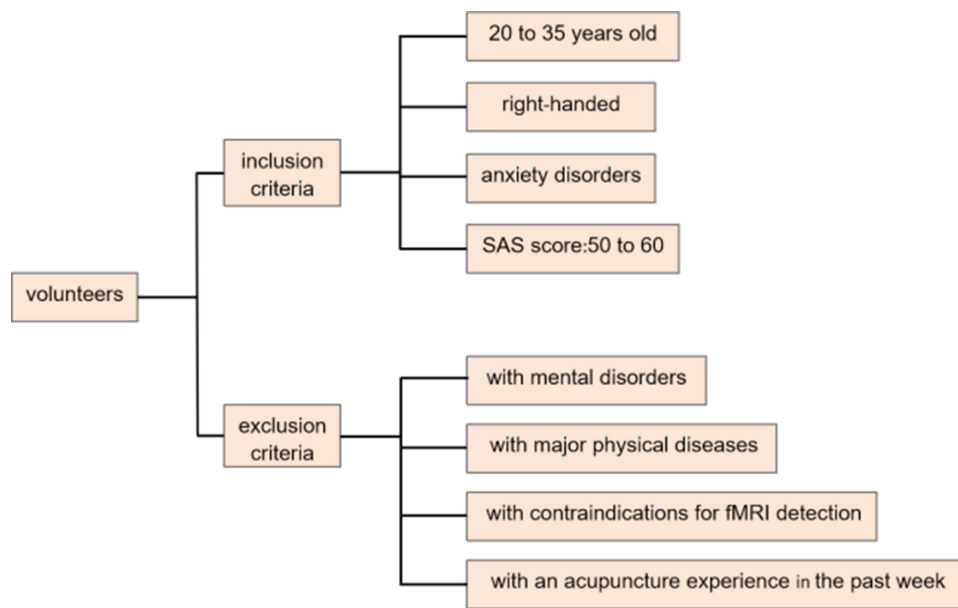 volunteers
inclusion
criteria
20 to 35 years old
right-handed
anxiety disorders
SAS score:50 to 60
exclusion
criteria
with mental disorders
with major physical diseases
with contraindications for fMRI detection
with an acupuncture experience in the past week